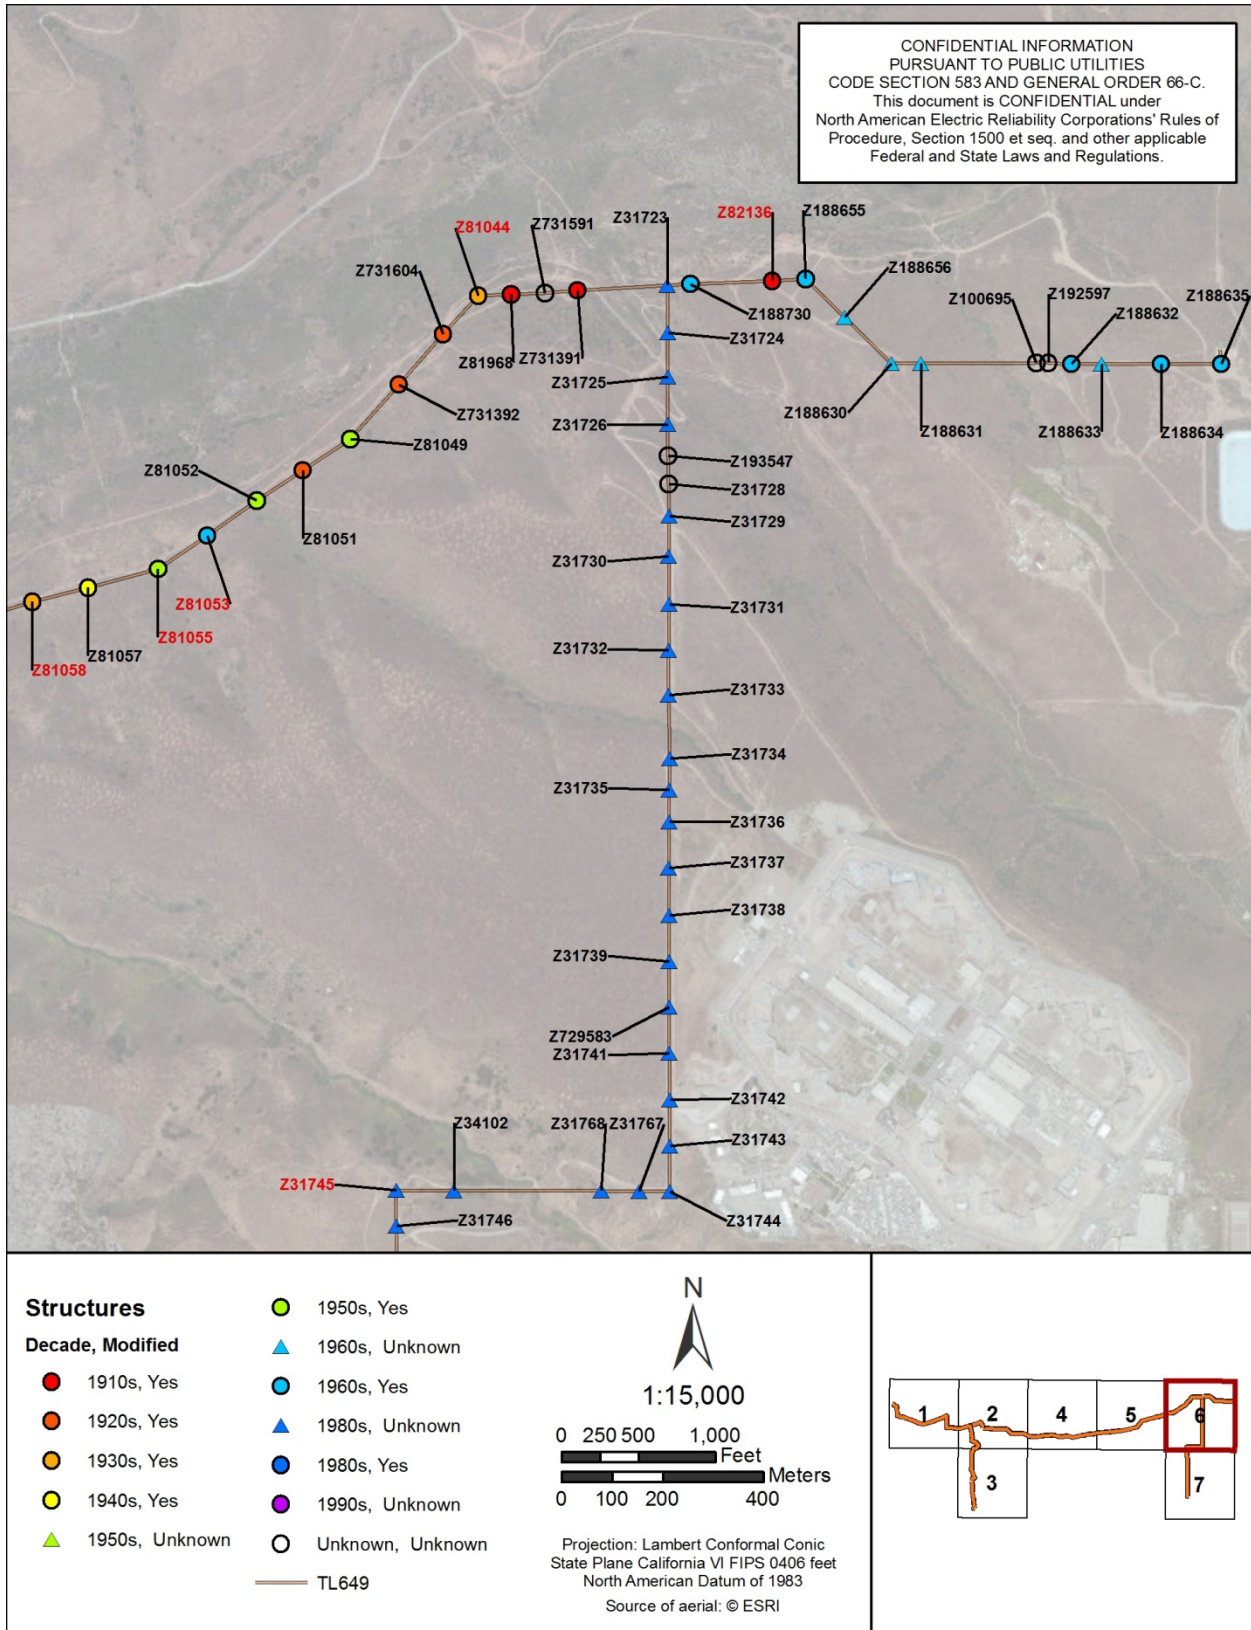 CONFIDENTIAL INFORMATION
PURSUANT TO PUBLIC UTILITIES
CODE SECTION 583 AND GENERAL ORDER 66-C.
This document is CONFIDENTIAL under
North American Electric Reliability Corporations' Rules of
Procedure, Section 1500 et seq. and other applicable
Federal and State Laws and Regulations.
Z81044
Z731591
Z31723
Z82136
Z188655
Z731604
Z188656
Z100695
Z192597
Z188635
Z188632
Z188730
Z81968
Z731391
Z31724
Z31725
Z731392
Z31726
Z188630
Z188631
Z188633
Z188634
Z81049
Z193547
Z81052
Z31728
Z31729
Z81051
Z31730
Z81053
Z31731
Z81055
Z31732
Z81057
Z81058
Z31733
Z31734
Z31735
Z31736
Z31737
Z31738
Z31739
Z729583
Z31741
Z31742
Z34102
Z31768
Z31767
Z31743
Z31745
Z31746
Z31744
Structures
Decade, Modified
1910s, Yes
1920s, Yes
1930s, Yes
1940s, Yes
1950s, Unknown
1950s, Yes
1960s, Unknown
1960s, Yes
1980s, Unknown
1980s, Yes
1990s, Unknown
Unknown, Unknown
TL649
N
1:15,000
0 250 500 1,000
Feet
Meters
0 100 200 400
Projection: Lambert Conformal Conic
State Plane California VI FIPS 0406 feet
North American Datum of 1983
Source of aerial: © ESRI
1
2
4
5
6
3
7